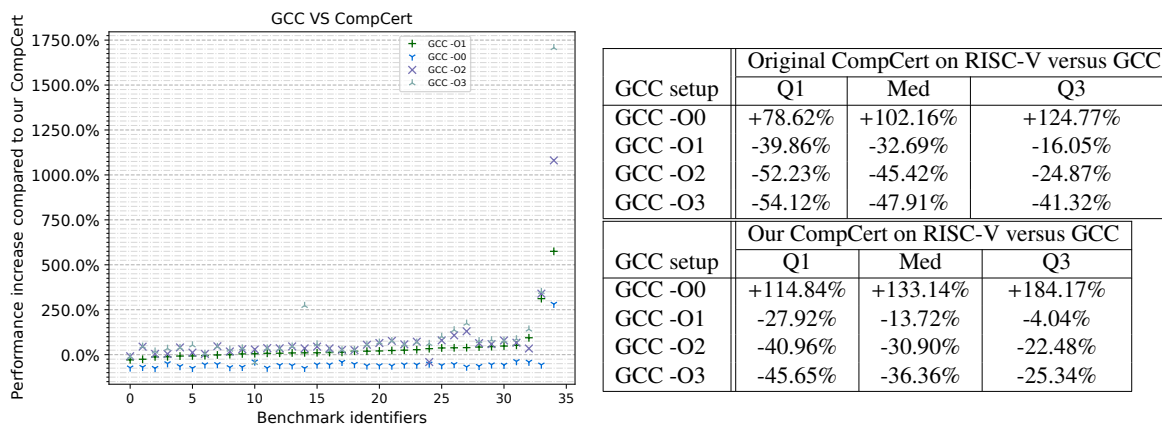 GCC VS CompCert
Performance increase compared to our CompCert
1750.0%
1500.0%
1250.0%
1000.0%
750.0%
500.0%
250.0%
0.0%
GCC -O1
GCC -O0
GCC -O2
GCC -O3
0 5 10 15 20 25 30 35
Benchmark identifiers
Original CompCert on RISC-V versus GCC
GCC setup Q1 Med Q3
GCC -O0 +78.62% +102.16% +124.77%
GCC -O1 -39.86% -32.69% -16.05%
GCC -O2 -52.23% -45.42% -24.87%
GCC -O3 -54.12% -47.91% -41.32%
Our CompCert on RISC-V versus GCC
GCC setup Q1 Med Q3
GCC -O0 +114.84% +133.14% +184.17%
GCC -O1 -27.92% -13.72% -4.04%
GCC -O2 -40.96% -30.90% -22.48%
GCC -O3 -45.65% -36.36% -25.34%